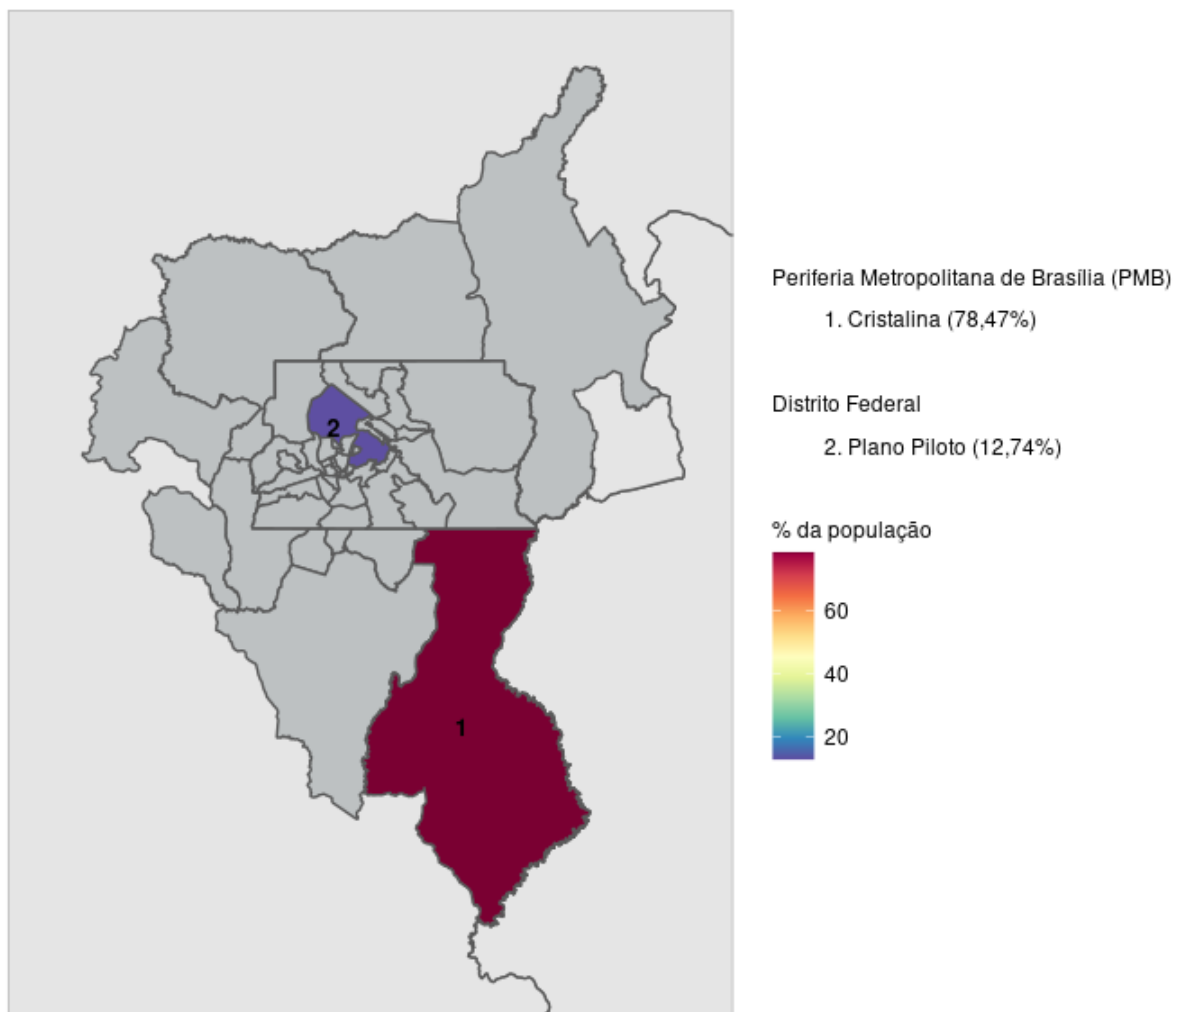 Periferia Metropolitana de Brasília (PMB)
1. Cristalina (78,47%)
Distrito Federal
2. Plano Piloto (12,74%)
% da população
60
40
20
2
1